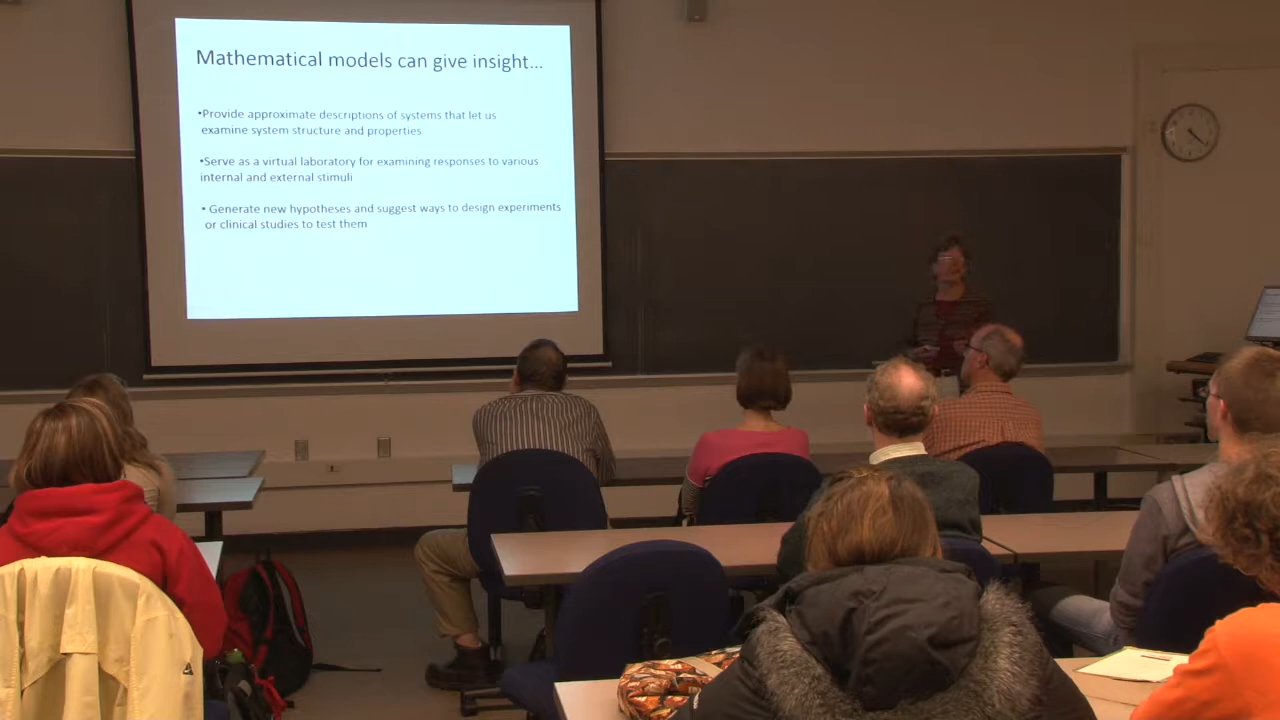 Mathematical models can give insight...
•Provide approximate descriptions of systems that let us
examine system structure and properties
•Serve as a virtual laboratory for examining responses to various
internal and external stimuli
• Generate new hypotheses and suggest ways to design experiments
or clinical studies to test them